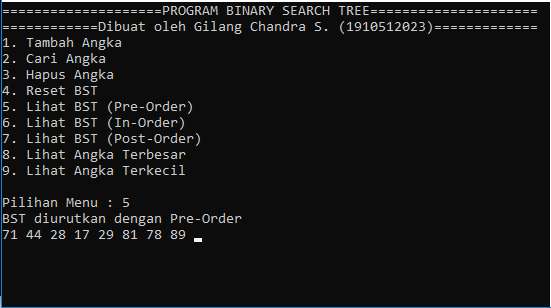 ====================PROGRAM BINARY SEARCH TREE=====================
============Dibuat oleh Gilang Chandra S. (1910512023)=============
1. Tambah Angka
2. Cari Angka
3. Hapus Angka
4. Reset BST
5. Lihat BST (Pre-Order)
6. Lihat BST (In-Order)
7. Lihat BST (Post-Order)
8. Lihat Angka Terbesar
9. Lihat Angka Terkecil
Pilihan Menu : 5
BST diurutkan dengan Pre-Order
71 44 28 17 29 81 78 89